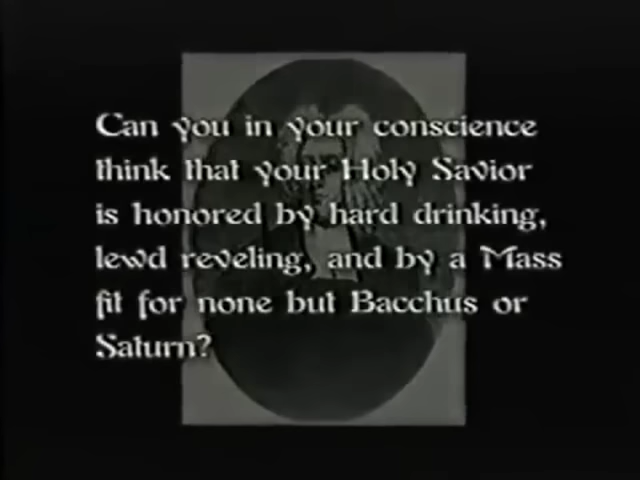 Can you in your conscience
think that your Holy Savior
is honored by hard drinking,
lewd reveling, and by a Mass
fit for none but Bacchus or
Saturn?